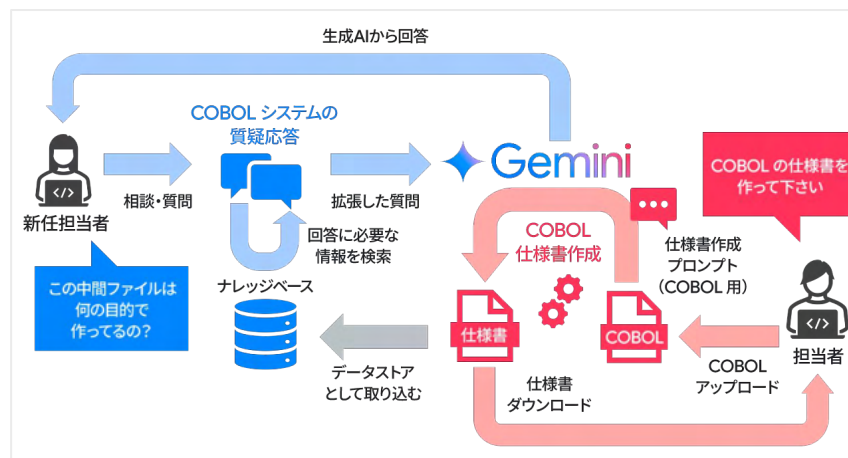 生成AIから回答
COBOL システムの
質疑応答
Gemini
COBOL の仕様書を
作って下さい
相談・質問
拡張した質問
新任担当者
回答に必要な
情報を検索
COBOL
仕様書作成
仕様書作成
プロンプト
（COBOL 用）
この中間ファイルは
何の目的で
作ってるの？
ナレッジベース
仕様書
COBOL
担当者
データストア
として取り込む
仕様書
ダウンロード
COBOL
アップロード